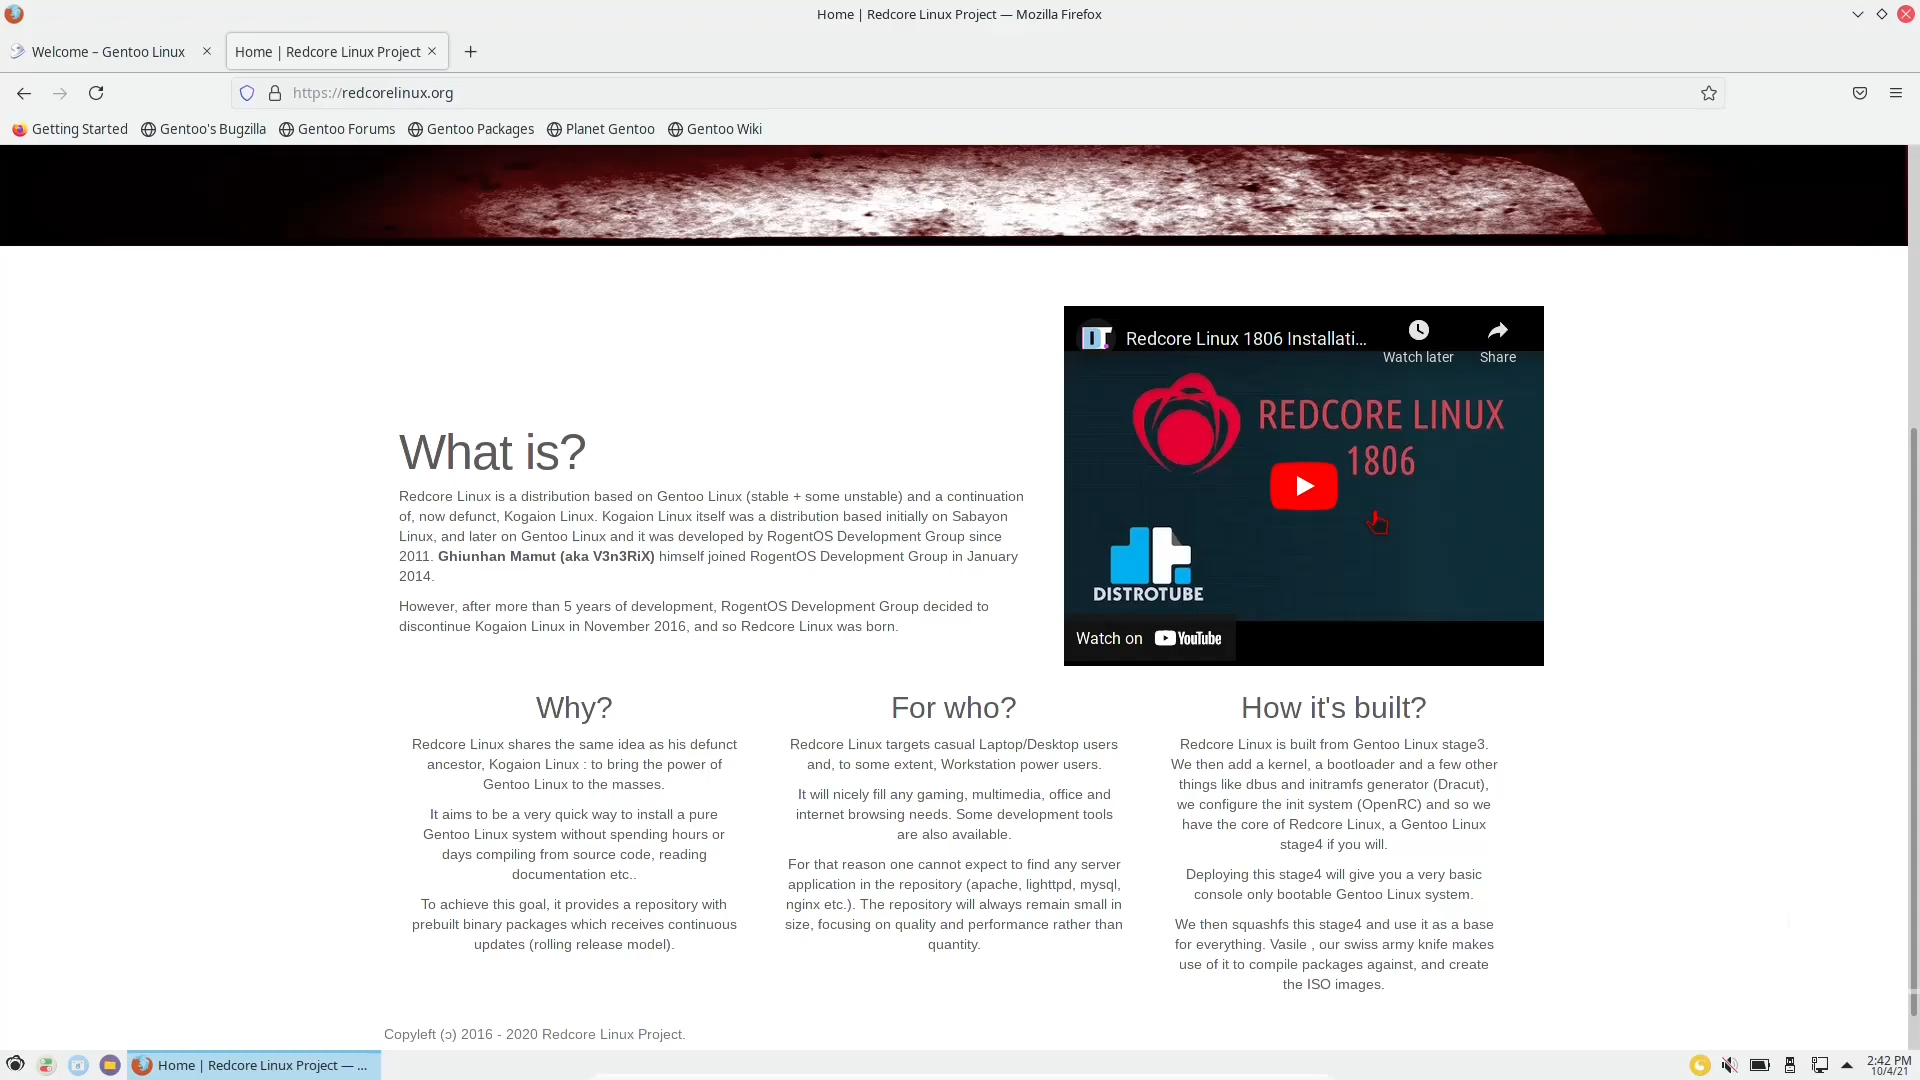 Home | Redcore Linux Project — Mozilla Firefox
Welcome – Gentoo Linux
Home | Redcore Linux Project
https://redcorelinux.org
Getting Started
Gentoo's Bugzilla
Gentoo Forums
Gentoo Packages
Planet Gentoo
Gentoo Wiki
Redcore Linux 1806 Installati...
Watch later
Share
REDCORE LINUX
1806
DISTROTUBE
Watch on YouTube
What is?
Redcore Linux is a distribution based on Gentoo Linux (stable + some unstable) and a continuation
of, now defunct, Kogaion Linux. Kogaion Linux itself was a distribution based initially on Sabayon
Linux, and later on Gentoo Linux and it was developed by RogentOS Development Group since
2011. Ghiunhan Mamut (aka V3n3RiX) himself joined RogentOS Development Group in January
2014.
However, after more than 5 years of development, RogentOS Development Group decided to
discontinue Kogaion Linux in November 2016, and so Redcore Linux was born.
Why?
Redcore Linux shares the same idea as his defunct
ancestor, Kogaion Linux : to bring the power of
Gentoo Linux to the masses.
It aims to be a very quick way to install a pure
Gentoo Linux system without spending hours or
days compiling from source code, reading
documentation etc..
To achieve this goal, it provides a repository with
prebuilt binary packages which receives continuous
updates (rolling release model).
For who?
Redcore Linux targets casual Laptop/Desktop users
and, to some extent, Workstation power users.
It will nicely fill any gaming, multimedia, office and
internet browsing needs. Some development tools
are also available.
For that reason one cannot expect to find any server
application in the repository (apache, lighttpd, mysql,
nginx etc.). The repository will always remain small in
size, focusing on quality and performance rather than
quantity.
How it's built?
Redcore Linux is built from Gentoo Linux stage3.
We then add a kernel, a bootloader and a few other
things like dbus and initramfs generator (Dracut),
we configure the init system (OpenRC) and so we
have the core of Redcore Linux, a Gentoo Linux
stage4 if you will.
Deploying this stage4 will give you a very basic
console only bootable Gentoo Linux system.
We then squashfs this stage4 and use it as a base
for everything. Vasile , our swiss army knife makes
use of it to compile packages against, and create
the ISO images.
Copyleft (ɔ) 2016 - 2020 Redcore Linux Project.
Home | Redcore Linux Project — ...
2:42 PM
10/4/21